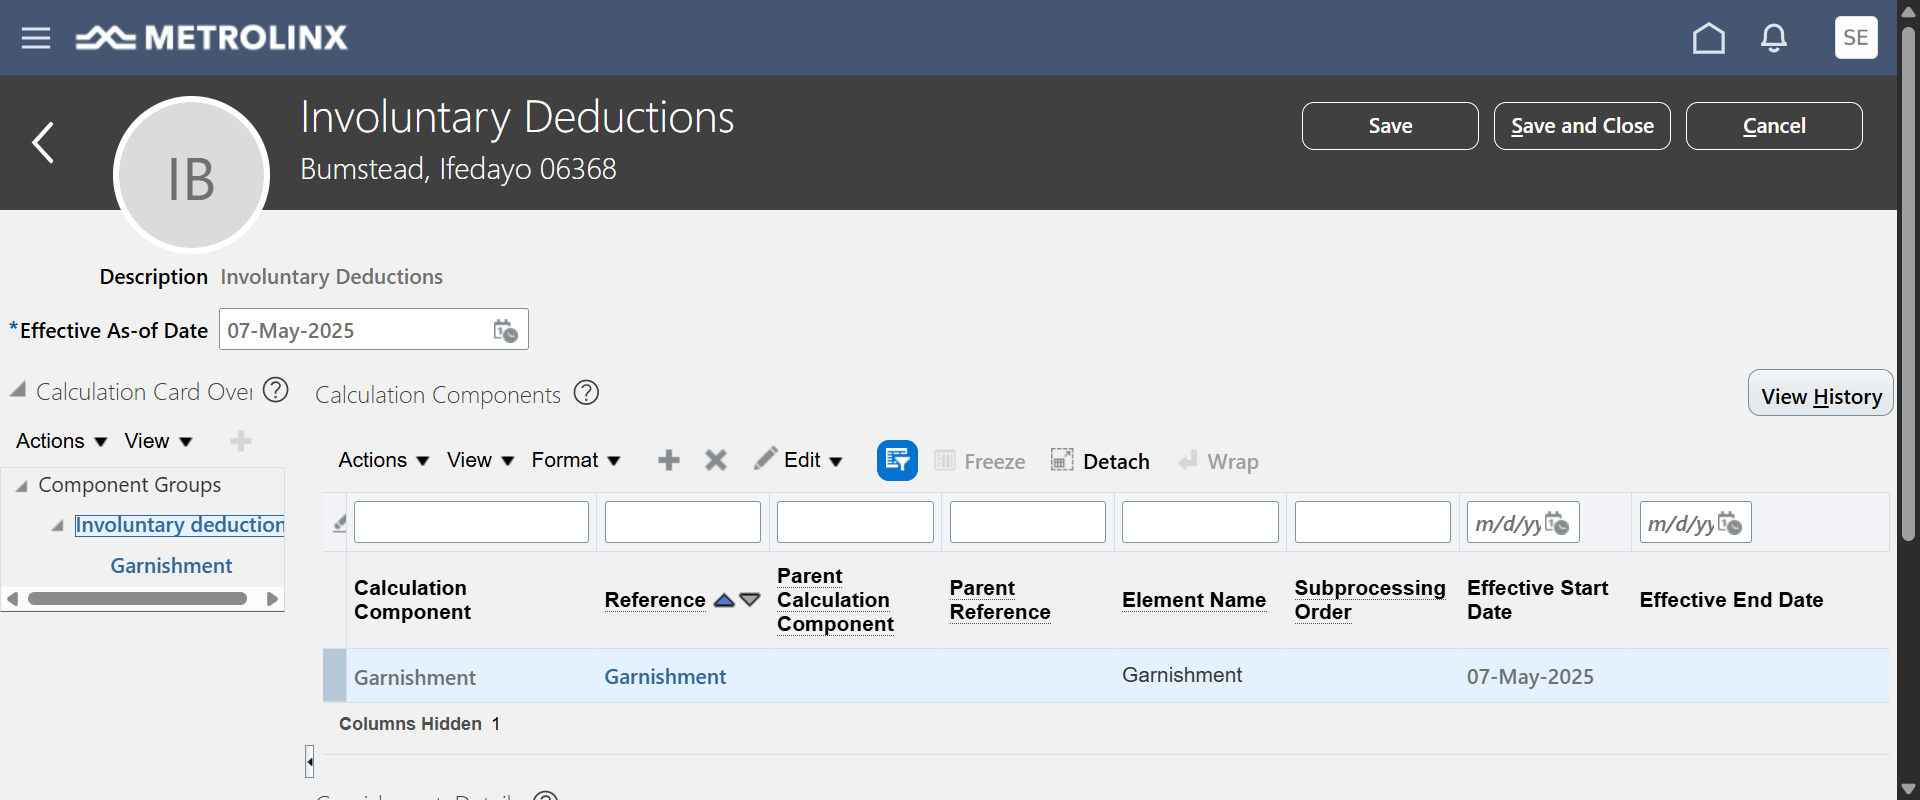 METROLINX
SE
IB
Involuntary Deductions
Bumstead, Ifedayo 06368
Save
Save and Close
Cancel
Description Involuntary Deductions
*Effective As-of Date 07-May-2025
Calculation Card Over
Actions View
Component Groups
Involuntary deduction
Garnishment
Calculation Components
View History
Actions View Format Edit Freeze Detach Wrap
m/d/yy m/d/yy
Calculation Component Reference Parent Calculation Component Parent Reference Element Name Subprocessing Order Effective Start Date Effective End Date
Garnishment Garnishment Garnishment 07-May-2025
Columns Hidden 1